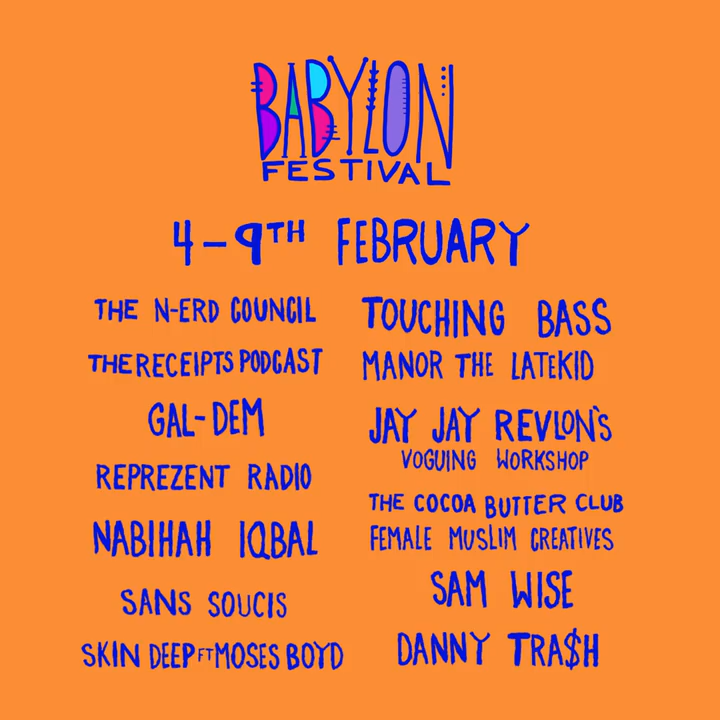 BABYLON
FESTIVAL
4-9TH FEBRUARY
THE N-ERD COUNCIL
THE RECEIPTS PODCAST
GAL-DEM
REPREZENT RADIO
NABIHAH IQBAL
SANS SOUCIS
SKIN DEEP FT MOSES BOYD
TOUCHING BASS
MANOR THE LATEKID
JAY JAY REVLON'S
VOGUING WORKSHOP
THE COCOA BUTTER CLUB
FEMALE MUSLIM CREATIVES
SAM WISE
DANNY TRA$H